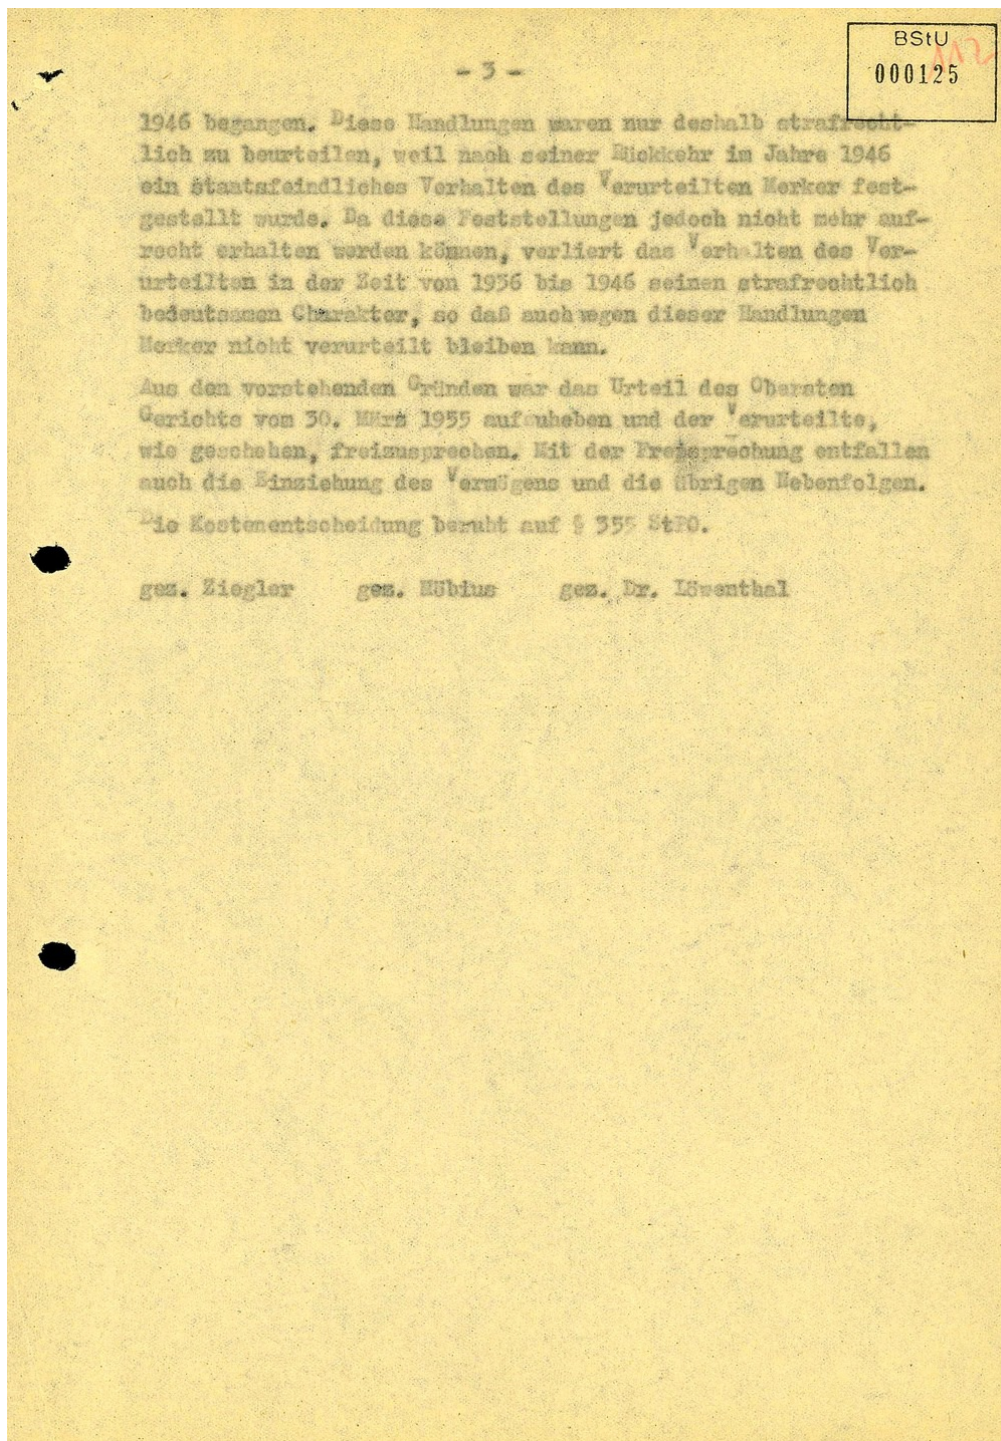 BStU
000125
- 3 -
1946 begangen. Diese Handlungen waren nur deshalb strafrecht-
lich zu beurteilen, weil nach seiner Rückkehr im Jahre 1946
ein staatsfeindliches Verhalten des Verurteilten Merker fest-
gestellt wurde. Da diese Feststellungen jedoch nicht mehr auf-
recht erhalten werden können, verliert das Verhalten des Ver-
urteilten in der Zeit von 1936 bis 1946 seinen strafrechtlich
bedeutsamen Charakter, so daß auch wegen dieser Handlungen
Merker nicht verurteilt bleiben kann.
Aus den vorstehenden Gründen war das Urteil des Obersten
Gerichts vom 30. März 1955 aufzuheben und der Verurteilte,
wie geschehen, freizusprechen. Mit der Freisprechung entfallen
auch die Einziehung des Vermögens und die übrigen Nebenfolgen.
Die Kostenentscheidung beruht auf § 355 StPO.
gez. Ziegler gez. Möbius gez. Dr. Löwenthal